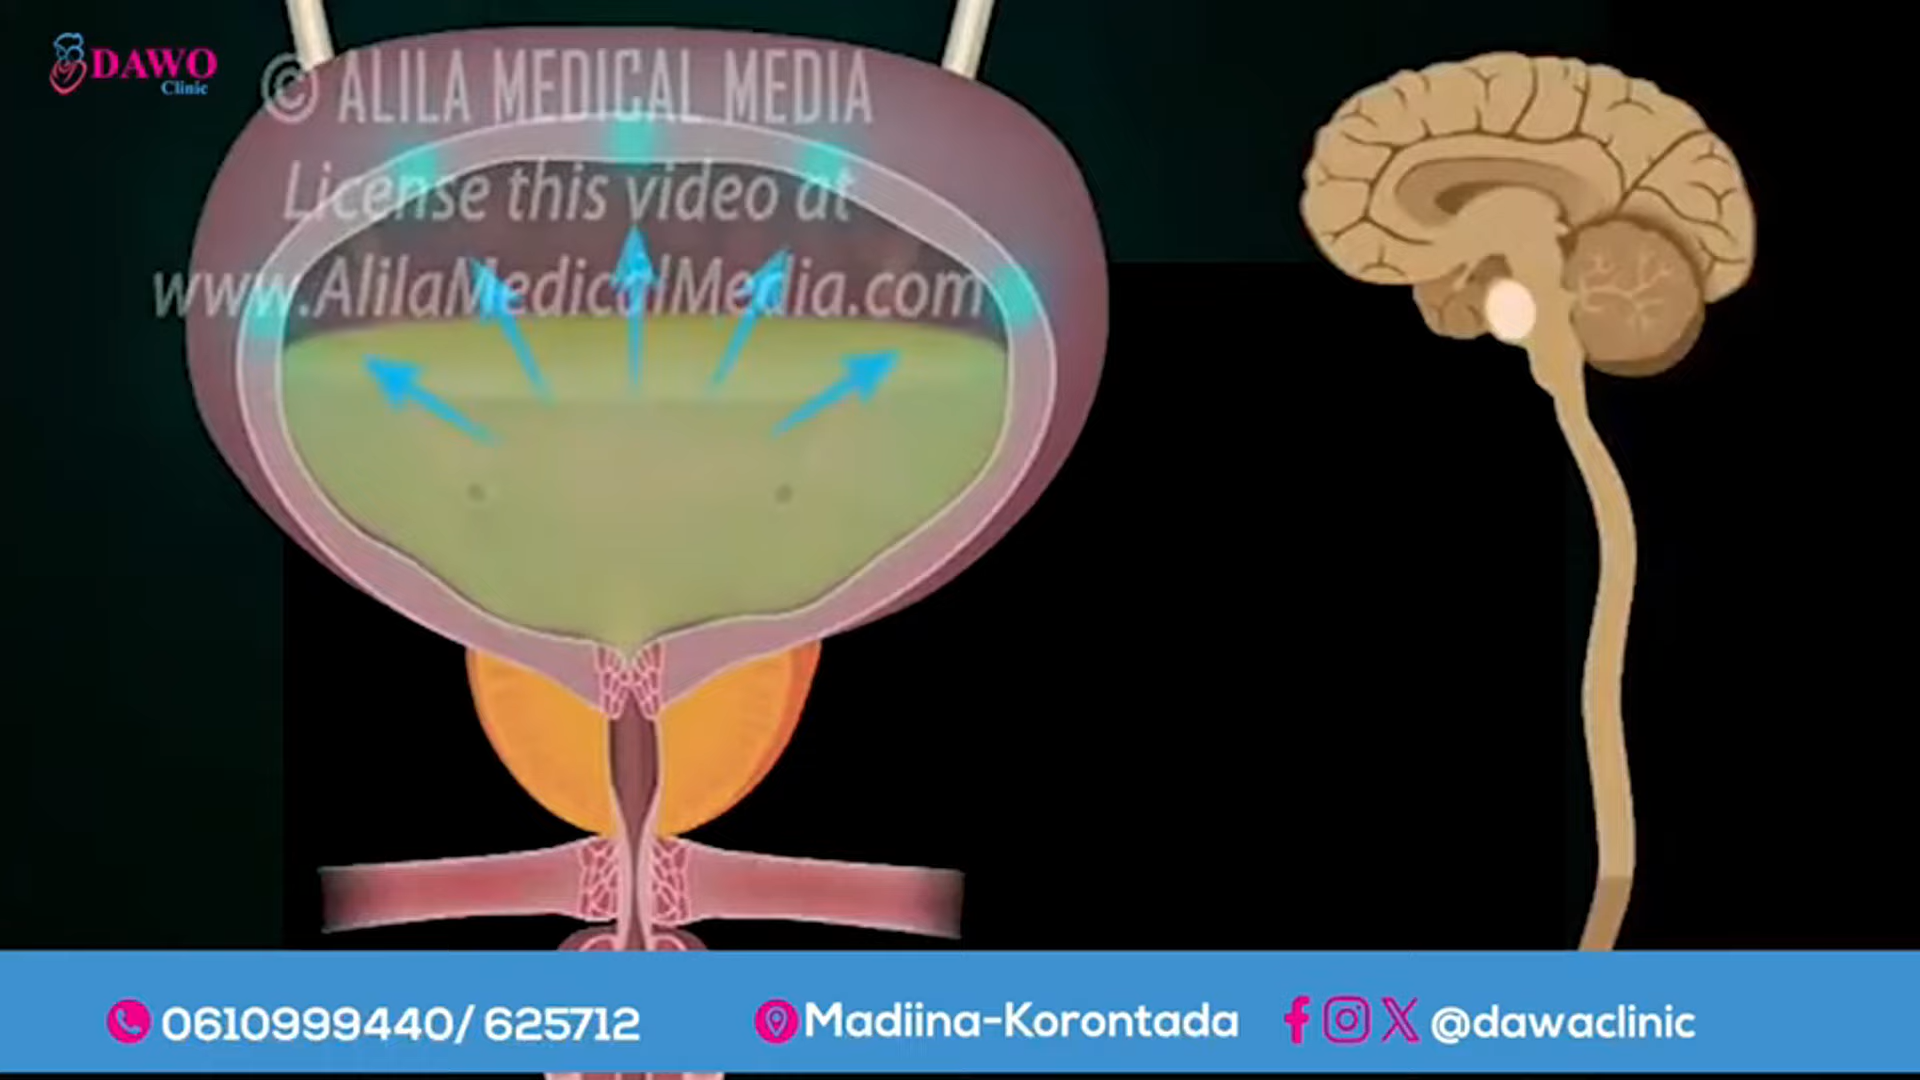 DAWO
Clinic
© ALILA MEDICAL MEDIA
License this video at
www.AlilaMedicalMedia.com
0610999440/ 625712
Madiina-Korontada
@dawaclinic